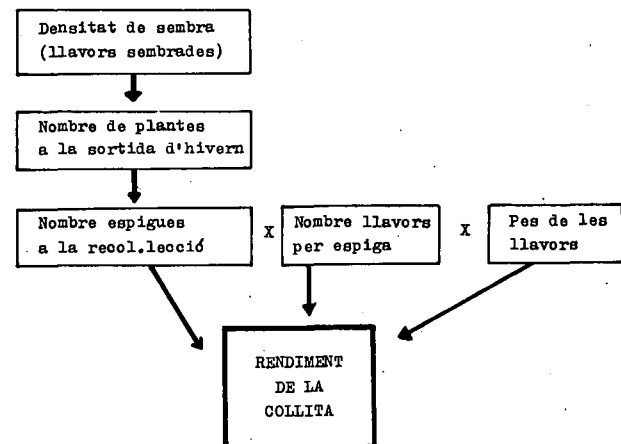 Densitat de sembra
(llavors sembrades)
Nombre de plantes
a la sortida d'hivern
Nombre espigues
a la recol.lecció
X
Nombre llavors
per espiga
X
Pes de les
llavors
RENDIMENT
DE LA
COLLITA